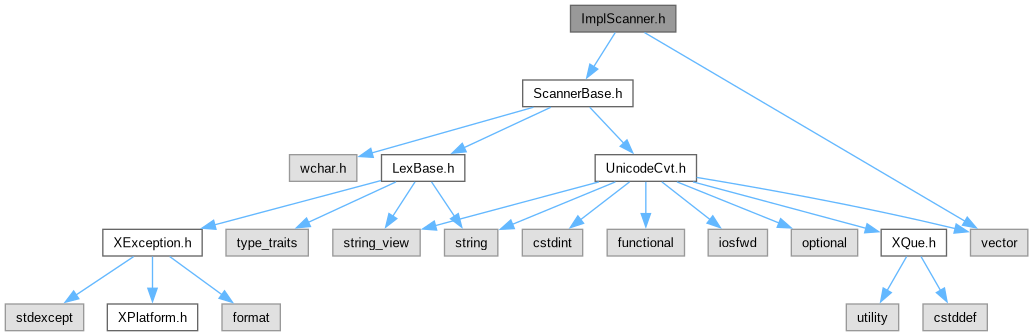 ImplScanner.h
ScannerBase.h
wchar.h
LexBase.h
UnicodeCvt.h
XException.h
type_traits
string_view
string
cstdint
functional
iosfwd
optional
XQue.h
vector
stdexcept
XPlatform.h
format
utility
cstddef